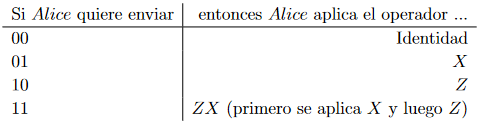 Si Alice quiere enviar entonces Alice aplica el operador ...
00 Identidad
01 X
10 Z
11 ZX (primero se aplica X y luego Z)